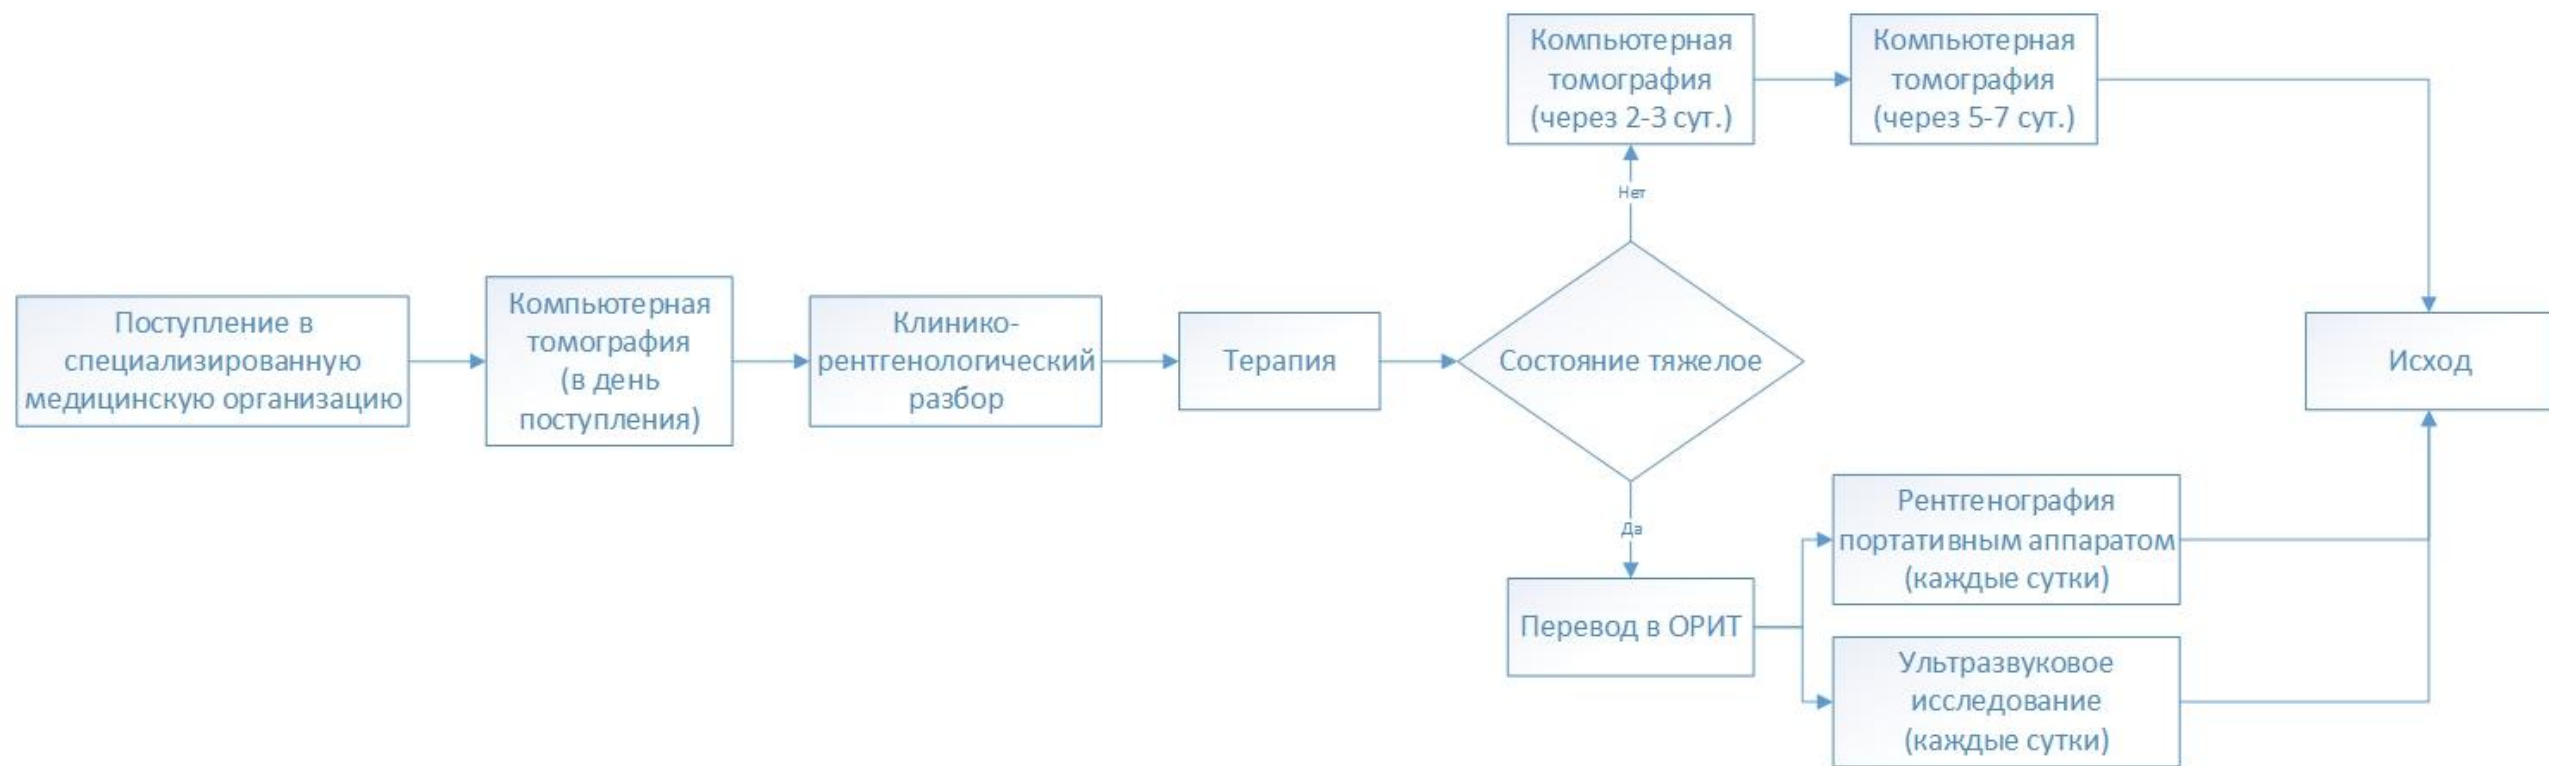 Поступление в
специализированную
медицинскую организацию
Компьютерная
томография
(в день
поступления)
Клинико-
рентгенологический
разбор
Терапия
Состояние тяжелое
Нет
Компьютерная
томография
(через 2-3 сут.)
Компьютерная
томография
(через 5-7 сут.)
Да
Перевод в ОРИТ
Рентгенография
портативным аппаратом
(каждые сутки)
Ультразвуковое
исследование
(каждые сутки)
Исход